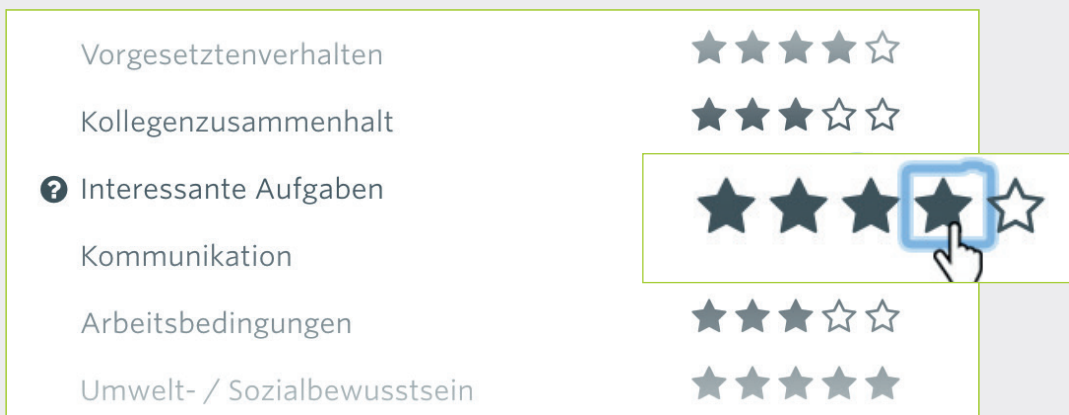 Vorgesetztenverhalten
Kollegenzusammenhalt
? Interessante Aufgaben
Kommunikation
Arbeitsbedingungen
Umwelt- / Sozialbewusstsein